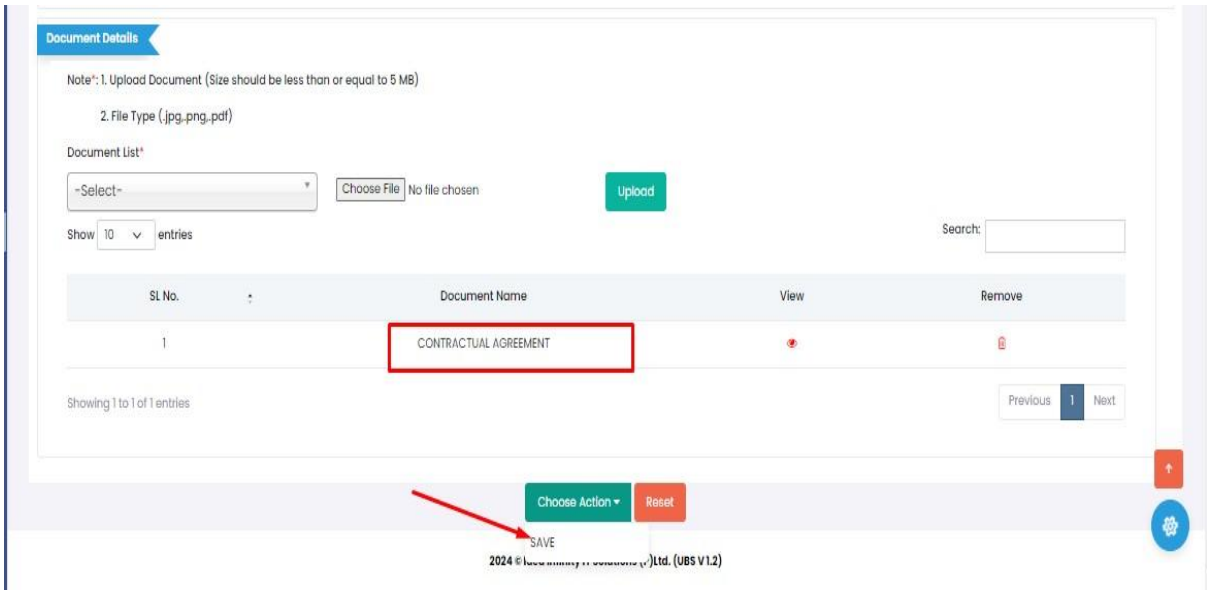 Document Details
Note*: 1. Upload Document (Size should be less than or equal to 5 MB)
2. File Type (.jpg,.png,.pdf)
Document List*
-Select- Choose File No file chosen Upload
Show 10 entries Search:
SL No. Document Name View Remove
1 CONTRACTUAL AGREEMENT
Showing 1 to 1 of 1 entries Previous 1 Next
Choose Action Reset
SAVE
2024 © Ltd. (UBS V1.2)